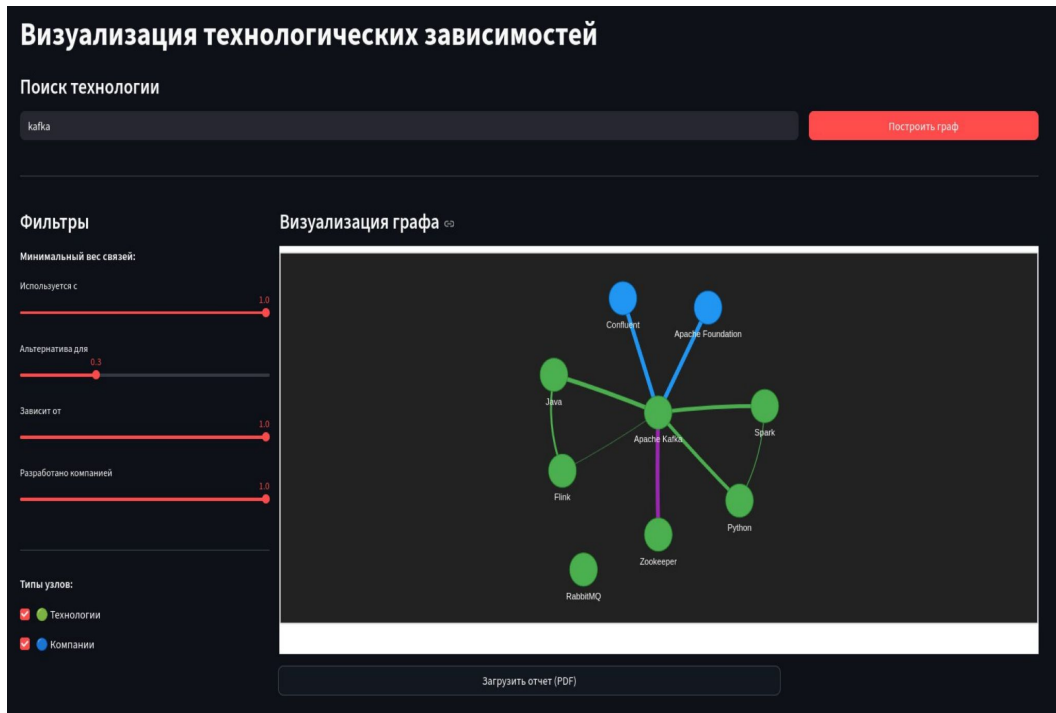 Визуализация технологических зависимостей
Поиск технологии
kafka
Построить граф
Фильтры
Минимальный вес связей:
Используется с
1.0
Альтернатива для
0.3
Зависит от
1.0
Разработано компанией
1.0
Типы узлов:
Технологии
Компании
Визуализация графа
Confluent
Apache Foundation
Java
Apache Kafka
Spark
Flink
Python
Zookeeper
RabbitMQ
Загрузить отчет (PDF)